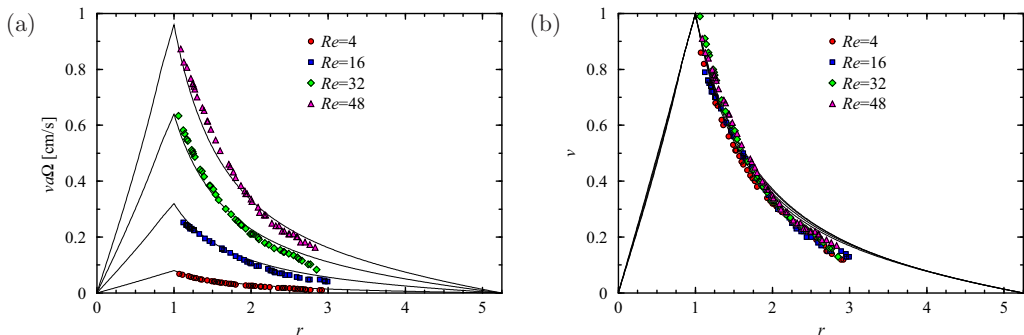 (a)
1
0.8
0.6
0.4
0.2
0
vaΩ [cm/s]
0 1 2 3 4 5
r
Re=4
Re=16
Re=32
Re=48
(b)
1
0.8
0.6
0.4
0.2
0
v
0 1 2 3 4 5
r
Re=4
Re=16
Re=32
Re=48